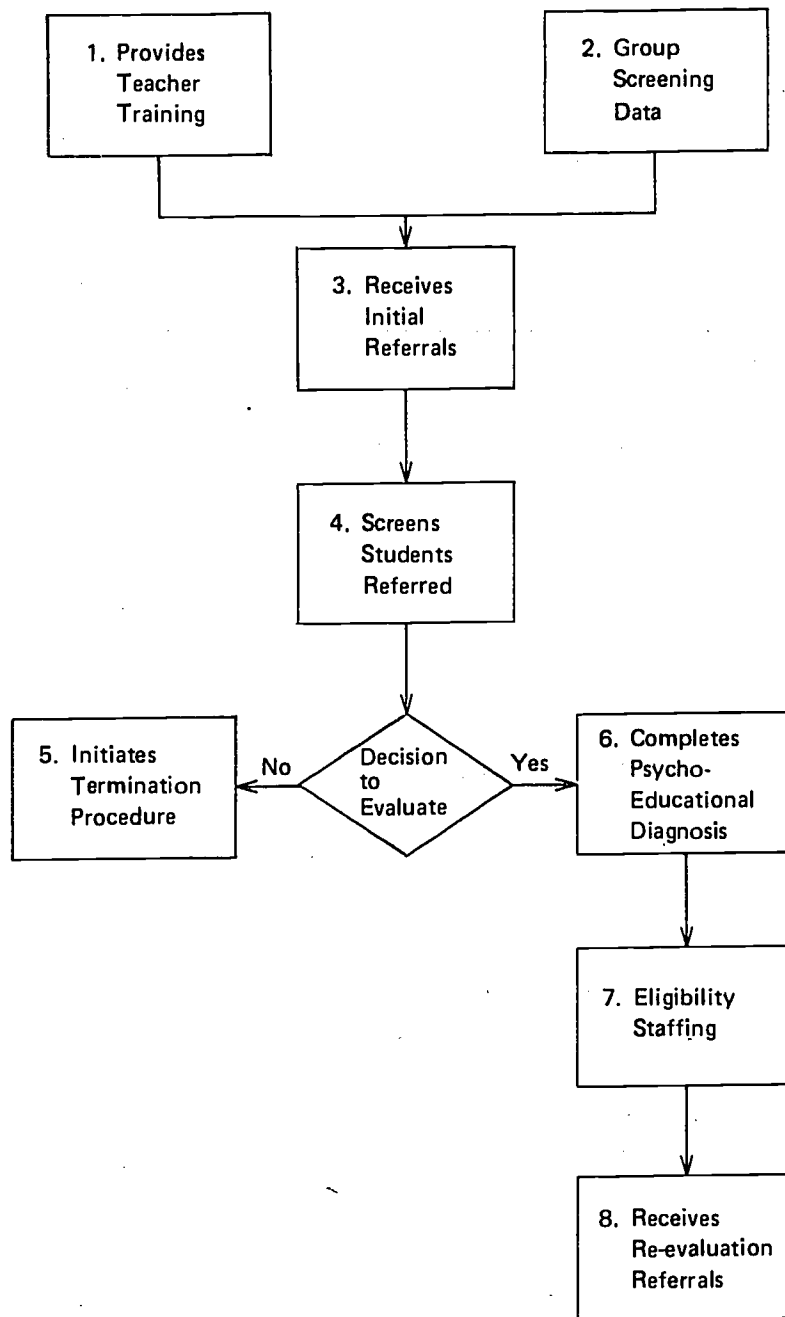 1. Provides
Teacher
Training
2. Group
Screening
Data
3. Receives
Initial
Referrals
4. Screens
Students
Referred
5. Initiates
Termination
Procedure
No
Decision
to
Evaluate
Yes
6. Completes
Psycho-
Educational
Diagnosis
7. Eligibility
Staffing
8. Receives
Re-evaluation
Referrals